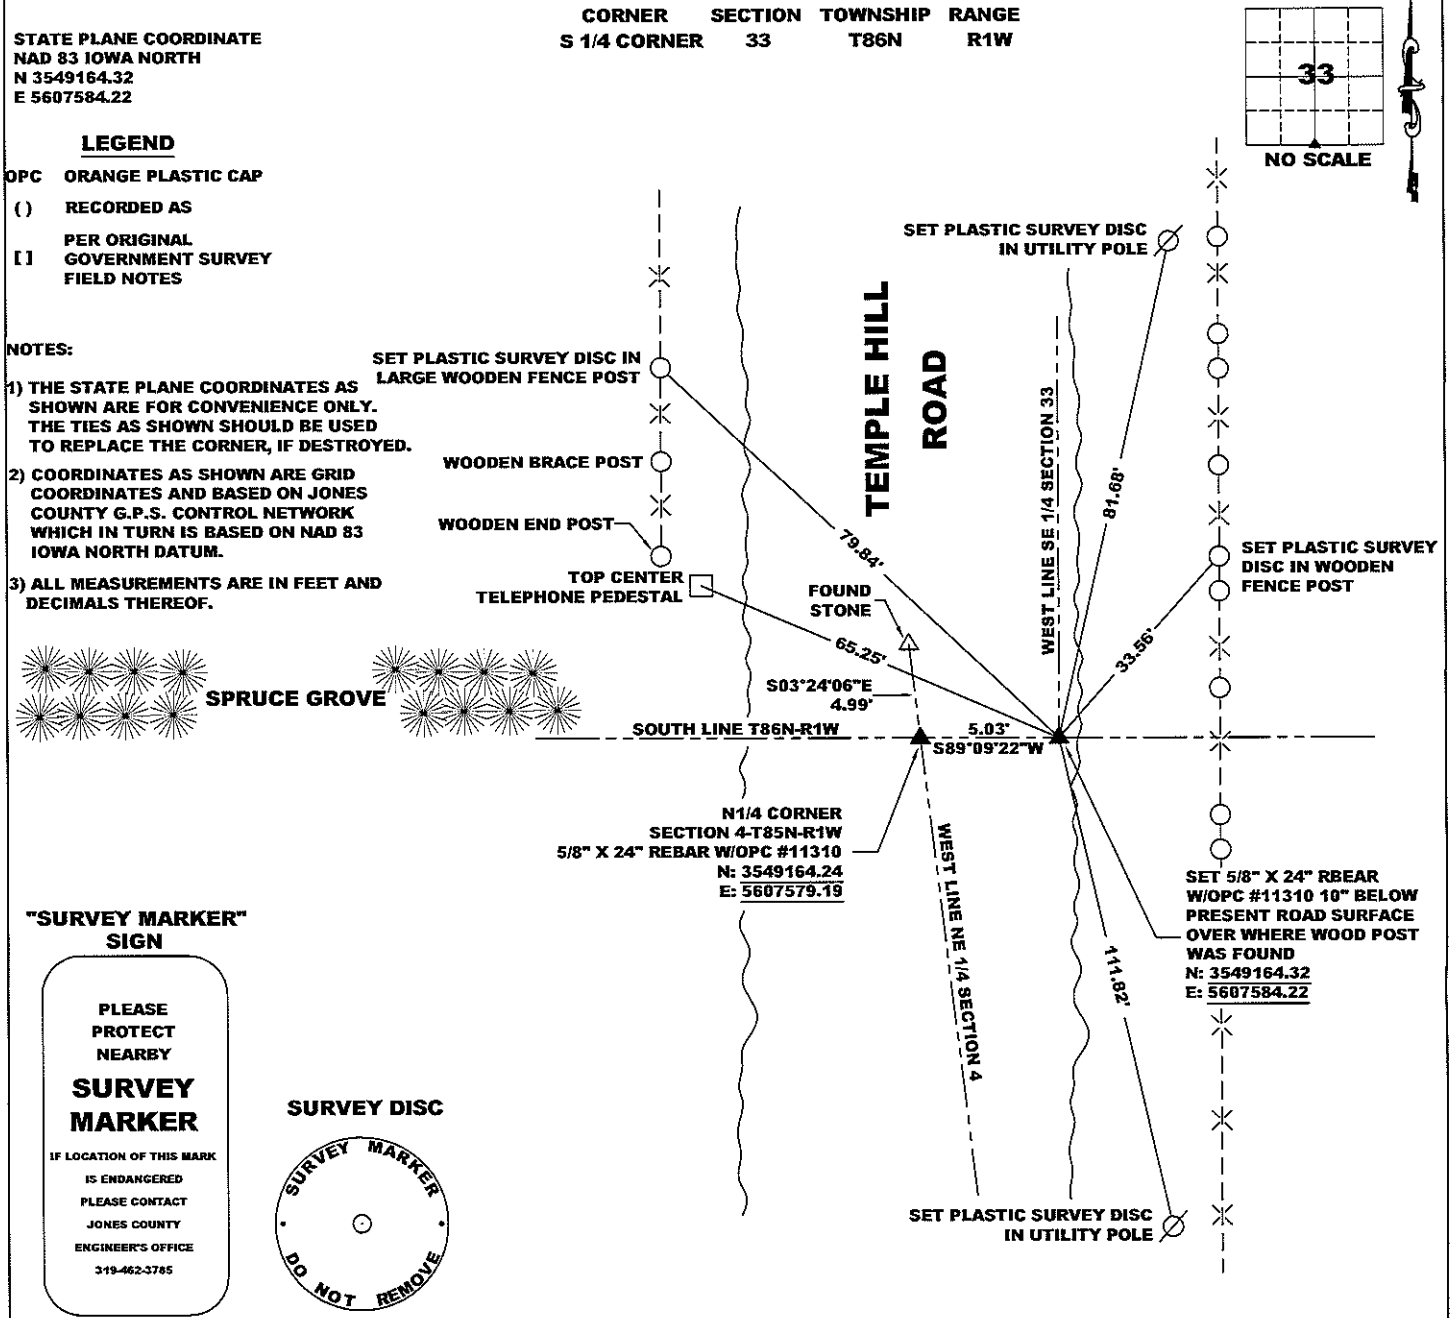 CORNER SECTION TOWNSHIP RANGE
S 1/4 CORNER 33 T86N R1W
STATE PLANE COORDINATE
NAD 83 IOWA NORTH
N 3549164.32
E 5607584.22
33
NO SCALE
LEGEND
OPC ORANGE PLASTIC CAP
( ) RECORDED AS
PER ORIGINAL
[ ] GOVERNMENT SURVEY
FIELD NOTES
NOTES:
1) THE STATE PLANE COORDINATES AS
SHOWN ARE FOR CONVENIENCE ONLY.
THE TIES AS SHOWN SHOULD BE USED
TO REPLACE THE CORNER, IF DESTROYED.
2) COORDINATES AS SHOWN ARE GRID
COORDINATES AND BASED ON JONES
COUNTY G.P.S. CONTROL NETWORK
WHICH IN TURN IS BASED ON NAD 83
IOWA NORTH DATUM.
3) ALL MEASUREMENTS ARE IN FEET AND
DECIMALS THEREOF.
SET PLASTIC SURVEY DISC IN
LARGE WOODEN FENCE POST
WOODEN BRACE POST
WOODEN END POST
TOP CENTER
TELEPHONE PEDESTAL
SPRUCE GROVE
TEMPLE HILL
ROAD
SET PLASTIC SURVEY DISC
IN UTILITY POLE
WEST LINE SE 1/4 SECTION 33
81.68'
79.84'
65.25'
33.56'
FOUND
STONE
SET PLASTIC SURVEY
DISC IN WOODEN
FENCE POST
S03°24'06"E
4.99'
SOUTH LINE T86N-R1W
5.03'
S89°09'22"W
N1/4 CORNER
SECTION 4-T85N-R1W
5/8" X 24" REBAR W/OPC #11310
N: 3549164.24
E: 5607579.19
WEST LINE NE 1/4 SECTION 4
111.82'
SET 5/8" X 24" RBEAR
W/OPC #11310 10" BELOW
PRESENT ROAD SURFACE
OVER WHERE WOOD POST
WAS FOUND
N: 3549164.32
E: 5607584.22
SET PLASTIC SURVEY DISC
IN UTILITY POLE
"SURVEY MARKER"
SIGN
PLEASE
PROTECT
NEARBY
SURVEY
MARKER
IF LOCATION OF THIS MARK
IS ENDANGERED
PLEASE CONTACT
JONES COUNTY
ENGINEER'S OFFICE
319-462-3785
SURVEY DISC
SURVEY MARKER
• DO NOT REMOVE •